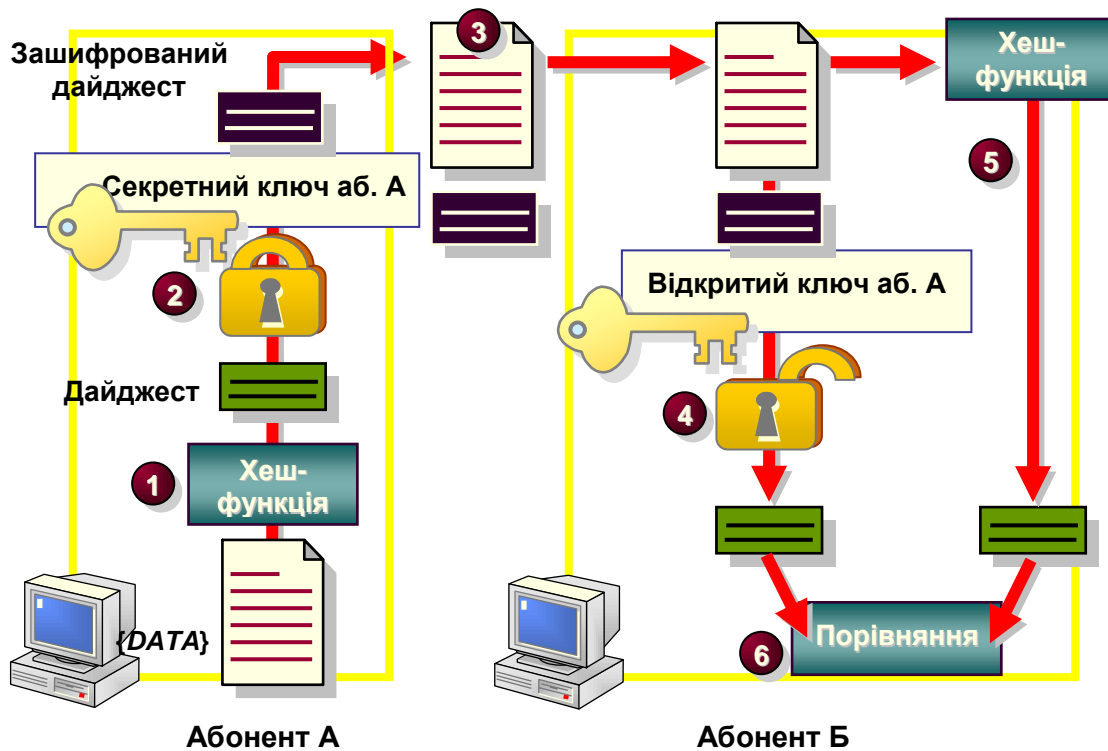 Зашифрований
дайджест
3
Хеш-
функція
5
Секретний ключ аб. А
2
Відкритий ключ аб. А
4
Дайджест
1
Хеш-
функція
{DATA}
6
Порівняння
Абонент А
Абонент Б